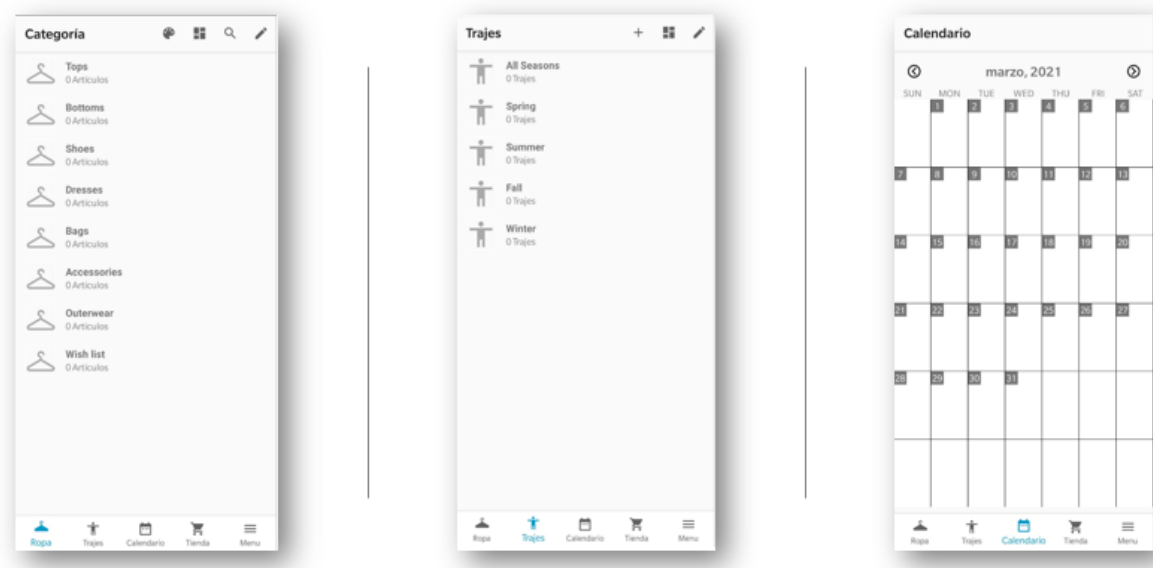 Categoría
Tops
0 Artículos
Bottoms
0 Artículos
Shoes
0 Artículos
Dresses
0 Artículos
Bags
0 Artículos
Accessories
0 Artículos
Outerwear
0 Artículos
Wish list
0 Artículos
Ropa Trajes Calendario Tienda Menu
Trajes
All Seasons
0 Trajes
Spring
0 Trajes
Summer
0 Trajes
Fall
0 Trajes
Winter
0 Trajes
Ropa Trajes Calendario Tienda Menu
Calendario
marzo, 2021
SUN MON TUE WED THU FRI SAT
1 2 3 4 5 6
7 8 9 10 11 12 13
14 15 16 17 18 19 20
21 22 23 24 25 26 27
28 29 30 31
Ropa Trajes Calendario Tienda Menu